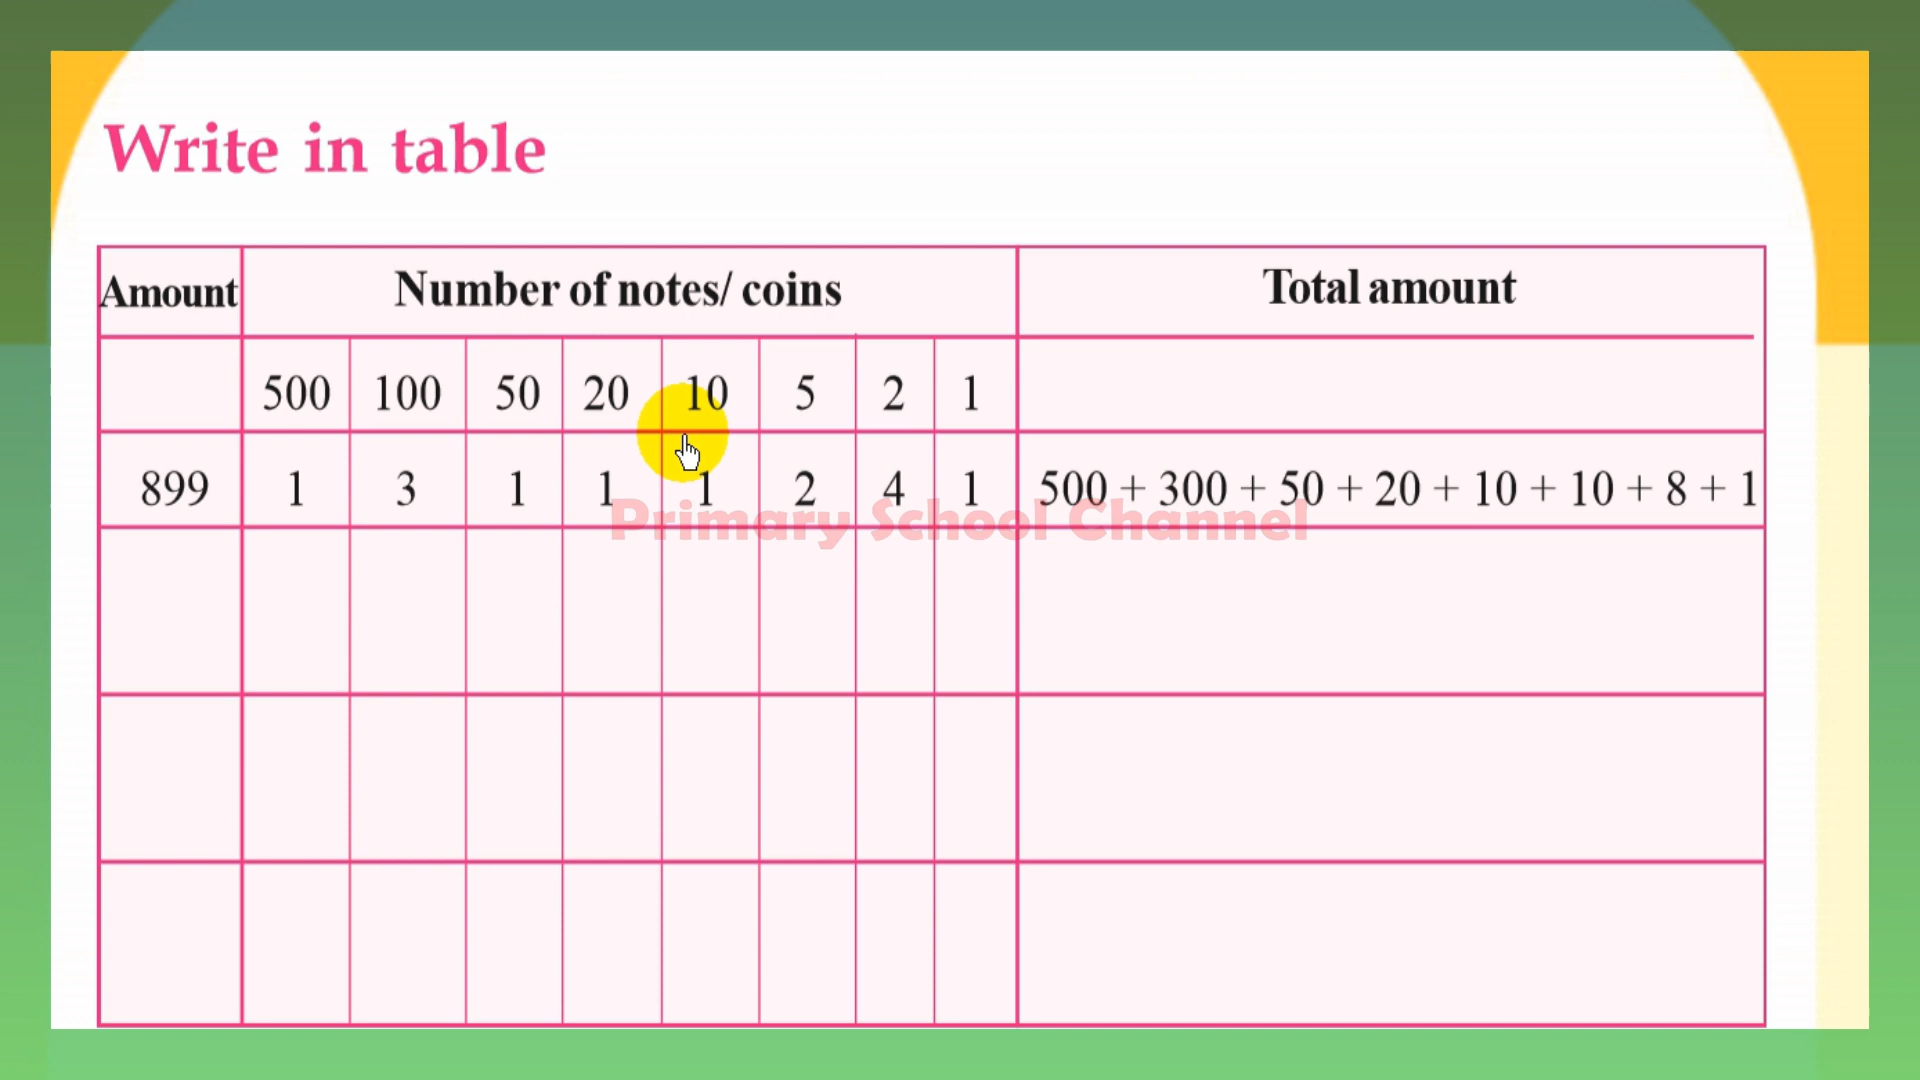 Write in table
Amount Number of notes/ coins Total amount
500 100 50 20 10 5 2 1
899 1 3 1 1 1 2 4 1 500 + 300 + 50 + 20 + 10 + 10 + 8 + 1
Primary School Channel